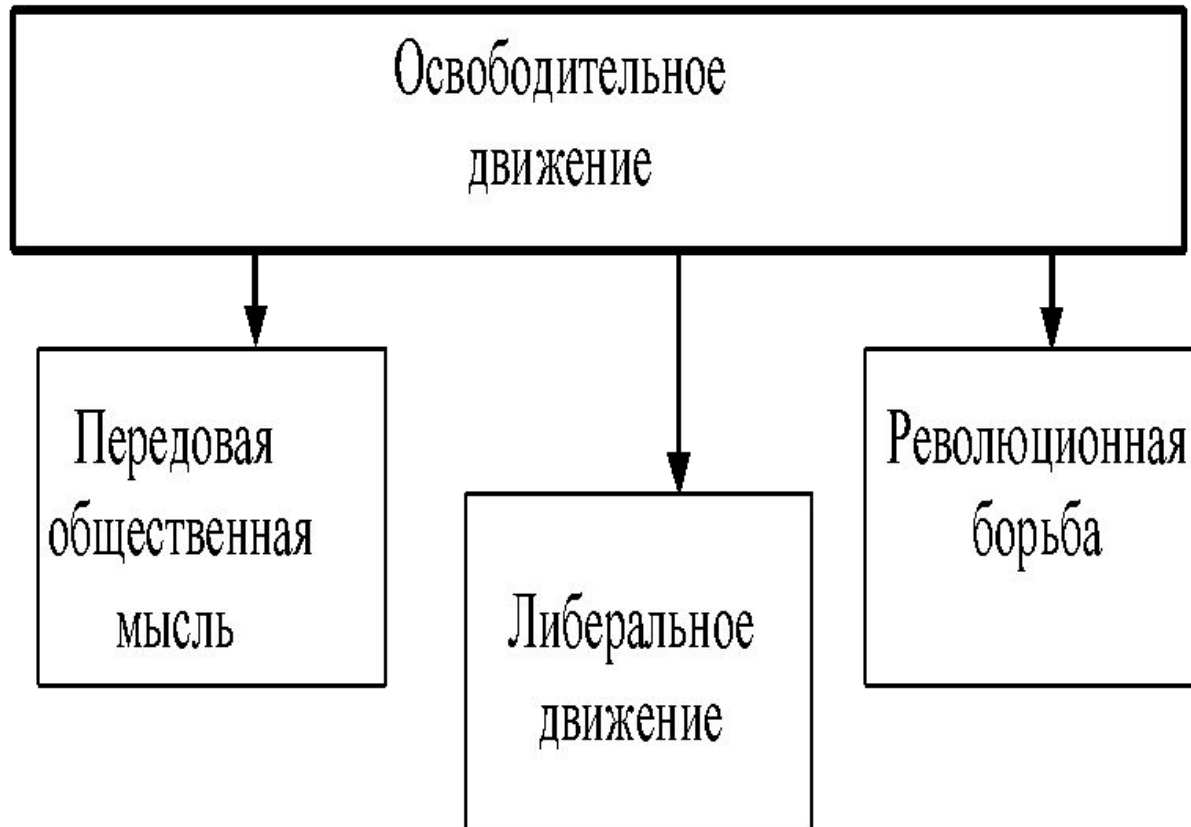 Освободительное
движение
Передовая
общественная
мысль
Либеральное
движение
Революционная
борьба